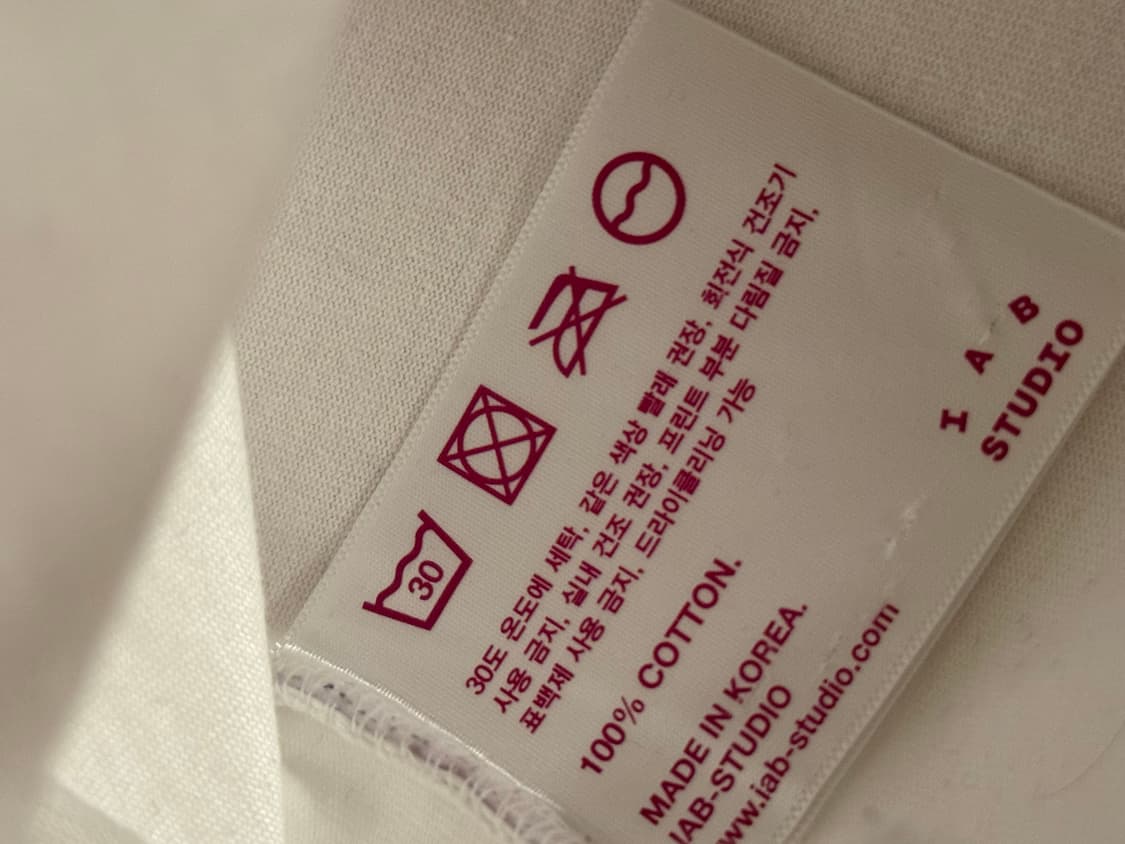 30
30도 온도에 세탁, 같은 색상 빨래 권장, 회전식 건조기
사용 금지, 실내 건조 권장, 프린트 부분 다림질 금지,
표백제 사용 금지, 드라이클리닝 가능
100% COTTON.
MADE IN KOREA.
IAB-STUDIO
www.iab-studio.com
I A B
STUDIO